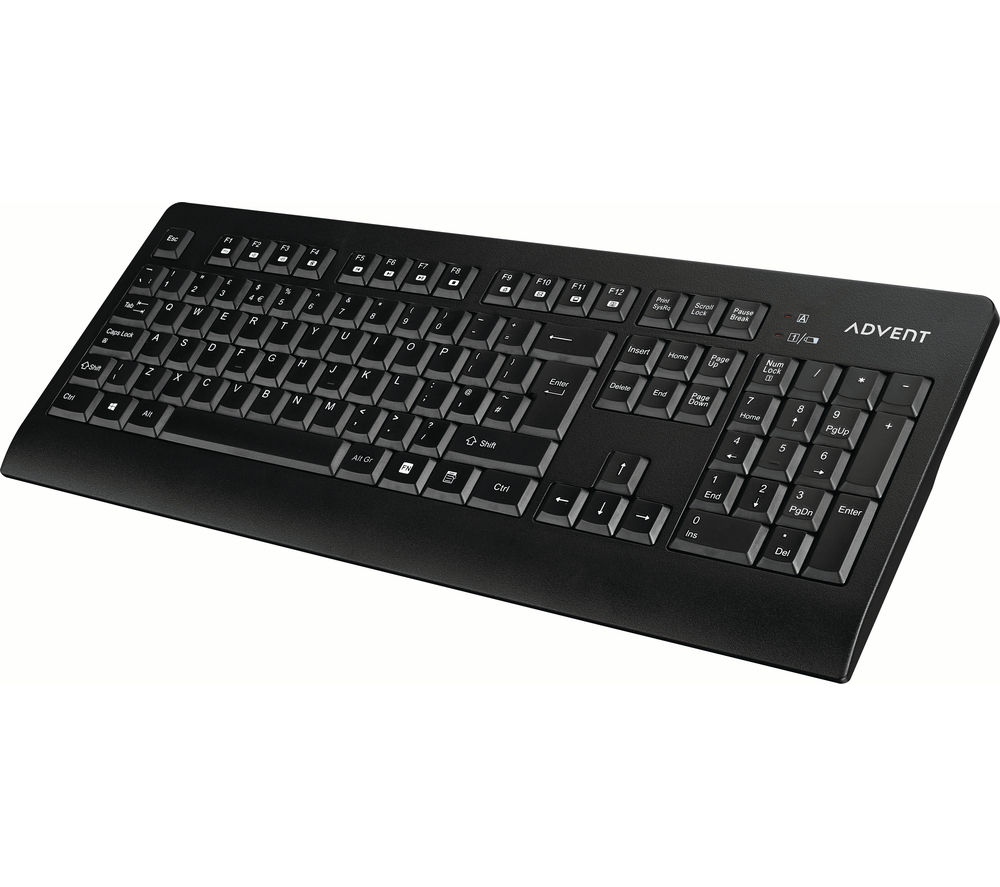 Esc F1 F2 F3 F4 F5 F6 F7 F8 F9 F10 F11 F12 Print SysRq Scroll Lock Pause Break A
ADVENT
1 2 £ 3 $ 4 € % 5 ^ 6 & 7 * 8 ( 9 ) 0 - = ← Insert Home Page Up Num Lock / * −
Tab Q W E R T Y U I O P { [ } ] Enter Delete End Page Down 7 Home 8 ↑ 9 PgUp +
Caps Lock A S D F G H J K L : ; @ ~ 4 ← 5 6 →
Shift Z X C V B N M < , > . ? / Shift ↑ 1 End 2 ↓ 3 PgDn Enter
Ctrl Alt Alt Gr FN Ctrl ← ↓ → 0 Ins . Del